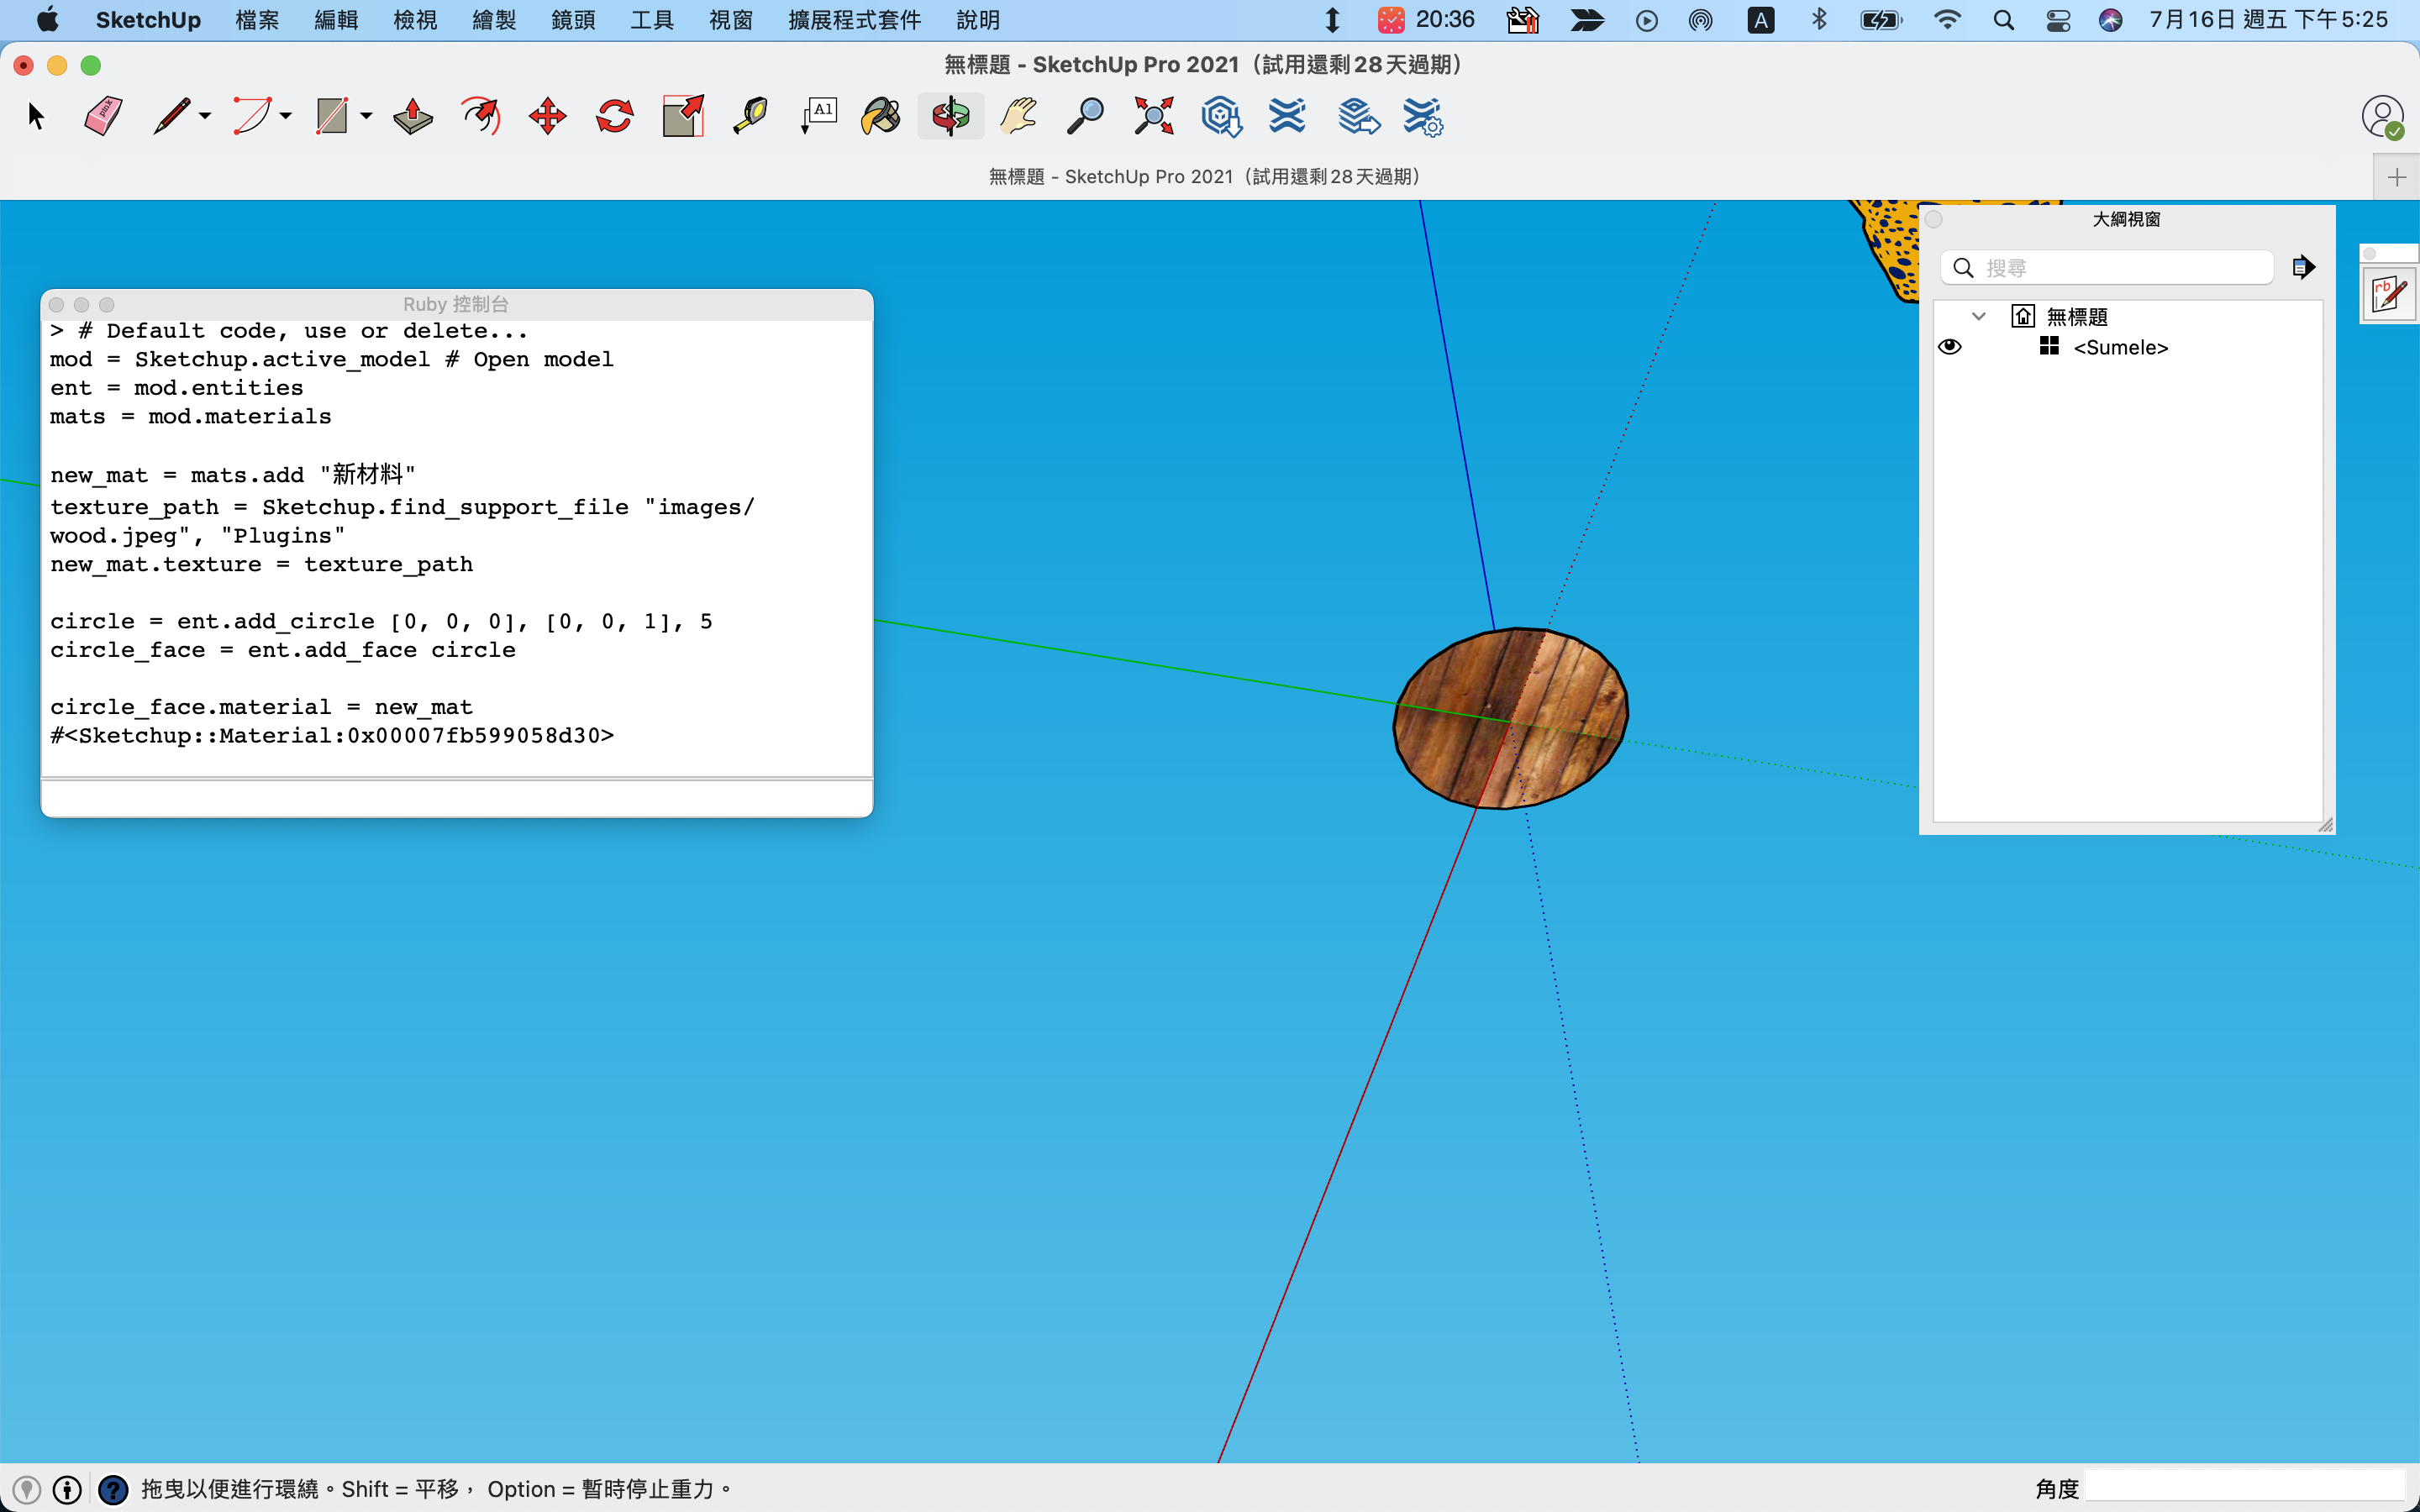 SketchUp 檔案 編輯 檢視 繪製 鏡頭 工具 視窗 擴展程式套件 說明 20:36 A 7月16日 週五 下午5:25
無標題 - SketchUp Pro 2021（試用還剩28天過期）
pink A1
無標題 - SketchUp Pro 2021（試用還剩28天過期）
Ruby 控制台
> # Default code, use or delete...
mod = Sketchup.active_model # Open model
ent = mod.entities
mats = mod.materials
new_mat = mats.add "新材料"
texture_path = Sketchup.find_support_file "images/
wood.jpeg", "Plugins"
new_mat.texture = texture_path
circle = ent.add_circle [0, 0, 0], [0, 0, 1], 5
circle_face = ent.add_face circle
circle_face.material = new_mat
#<Sketchup::Material:0x00007fb599058d30>
大綱視窗
搜尋
無標題
<Sumele>
rb
拖曳以便進行環繞。Shift = 平移， Option = 暫時停止重力。
角度